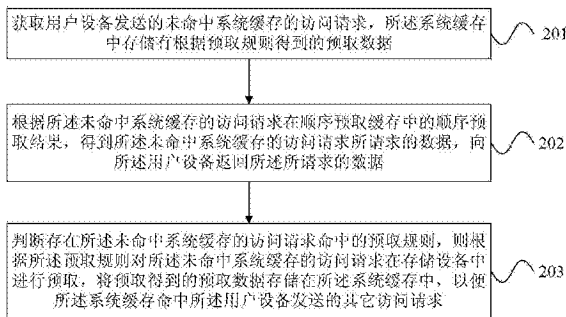 获取用户设备发送的未命中系统缓存的访问请求，所述系统缓存
中存储有根据预取规则得到的预取数据
201
根据所述未命中系统缓存的访问请求在顺序预取缓存中的顺序预
取结果，得到所述未命中系统缓存的访问请求所请求的数据，向
所述用户设备返回所述所请求的数据
202
判断存在所述未命中系统缓存的访问请求命中的预取规则，则根
据所述预取规则对所述未命中系统缓存的访问请求在存储设备中
进行预取，将预取得到的预取数据存储在所述系统缓存中，以便
所述系统缓存命中所述用户设备发送的其它访问请求
203